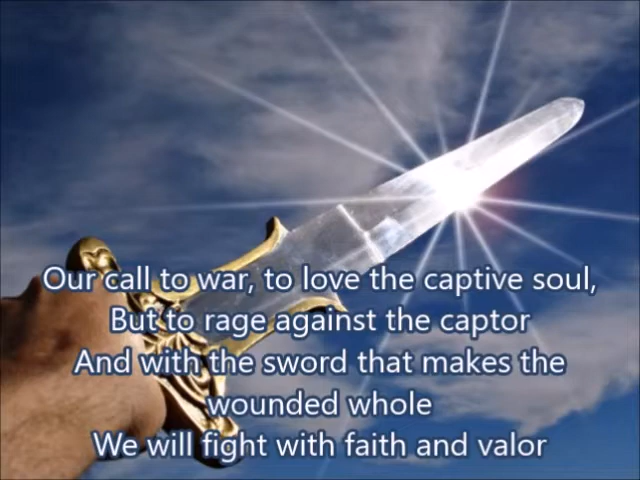 Our call to war, to love the captive soul,
But to rage against the captor
And with the sword that makes the
wounded whole
We will fight with faith and valor